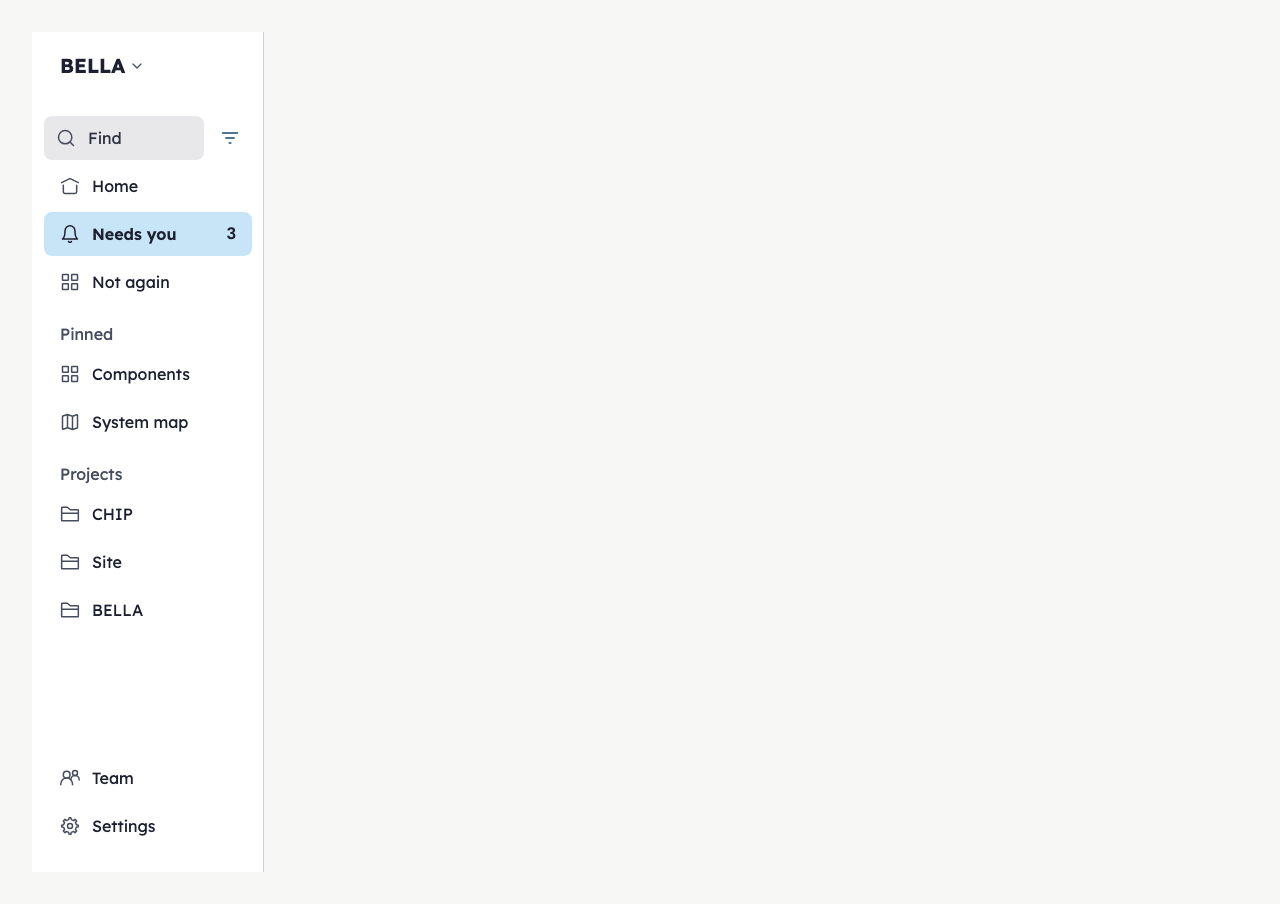 BELLA
Find
Home
Needs you 3
Not again
Pinned
Components
System map
Projects
CHIP
Site
BELLA
Team
Settings